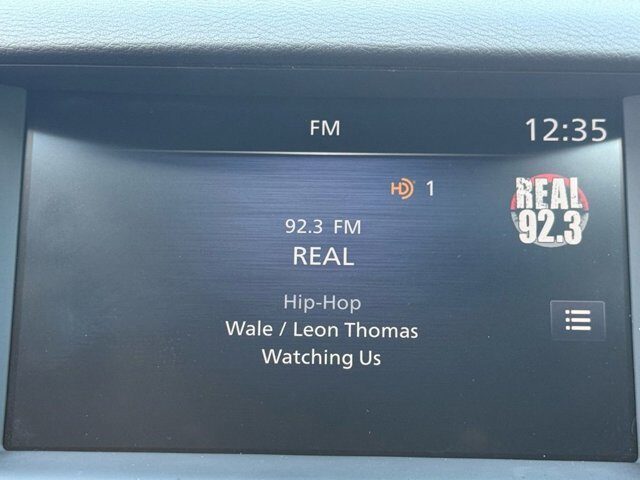 FM
12:35
HD 1
REAL
92.3
92.3 FM
REAL
Hip-Hop
Wale / Leon Thomas
Watching Us